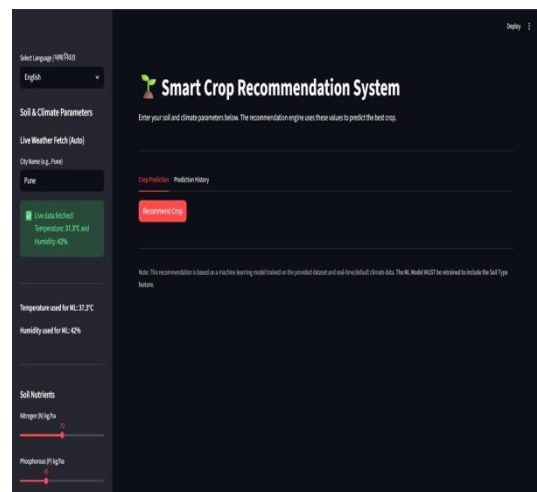 Deploy
Select Language | भाषा निवडा
English
Soil & Climate Parameters
Live Weather Fetch (Auto)
City Name (e.g., Pune)
Pune
Live data fetched!
Temperature: 37.3°C and
Humidity: 42%.
Temperature used for ML: 37.3°C
Humidity used for ML: 42%
Soil Nutrients
Nitrogen (N) kg/ha
70
Phosphorous (P) kg/ha
45
Smart Crop Recommendation System
Enter your soil and climate parameters below. The recommendation engine uses these values to predict the best crop.
Crop Prediction Prediction History
Recommend Crop
Note: This recommendation is based on a machine learning model trained on the provided dataset and real-time/default climate data. The ML Model MUST be retrained to include the Soil Type
feature.